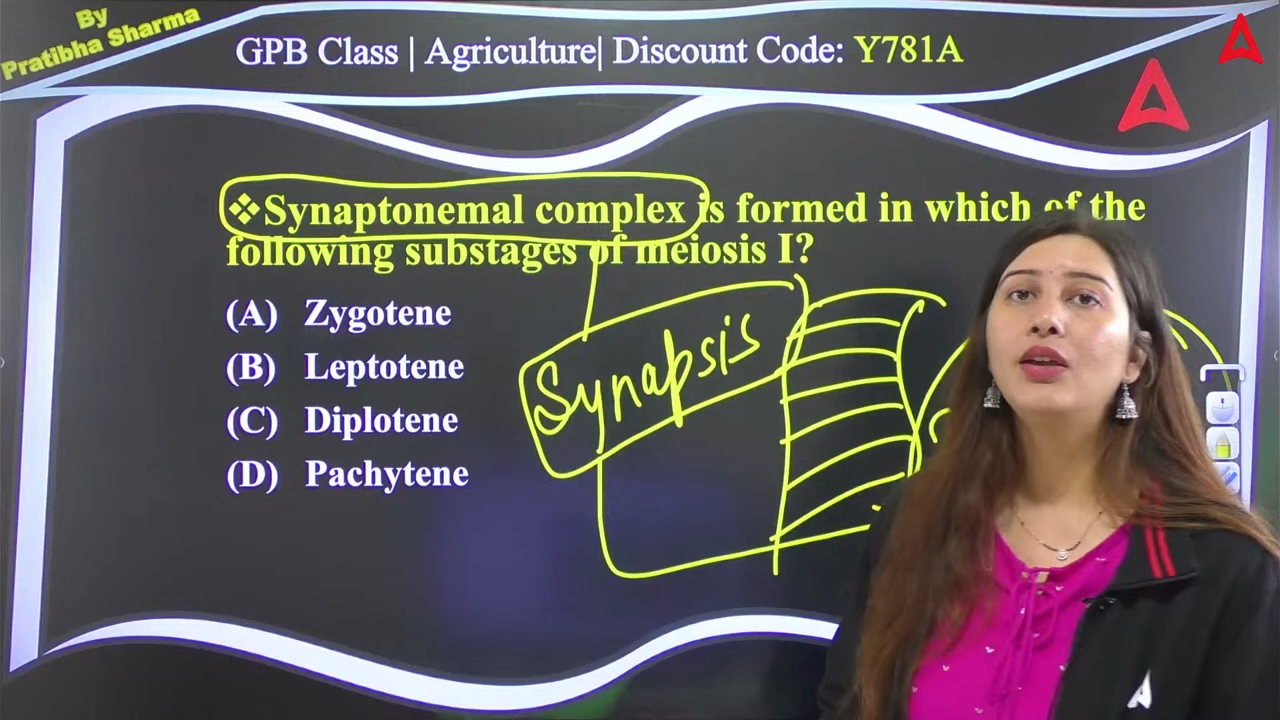 By
Pratibha Sharma
GPB Class | Agriculture| Discount Code: Y781A
❖Synaptonemal complex is formed in which of the
following substages of meiosis I?
(A) Zygotene
(B) Leptotene
(C) Diplotene
(D) Pachytene
Synapsis